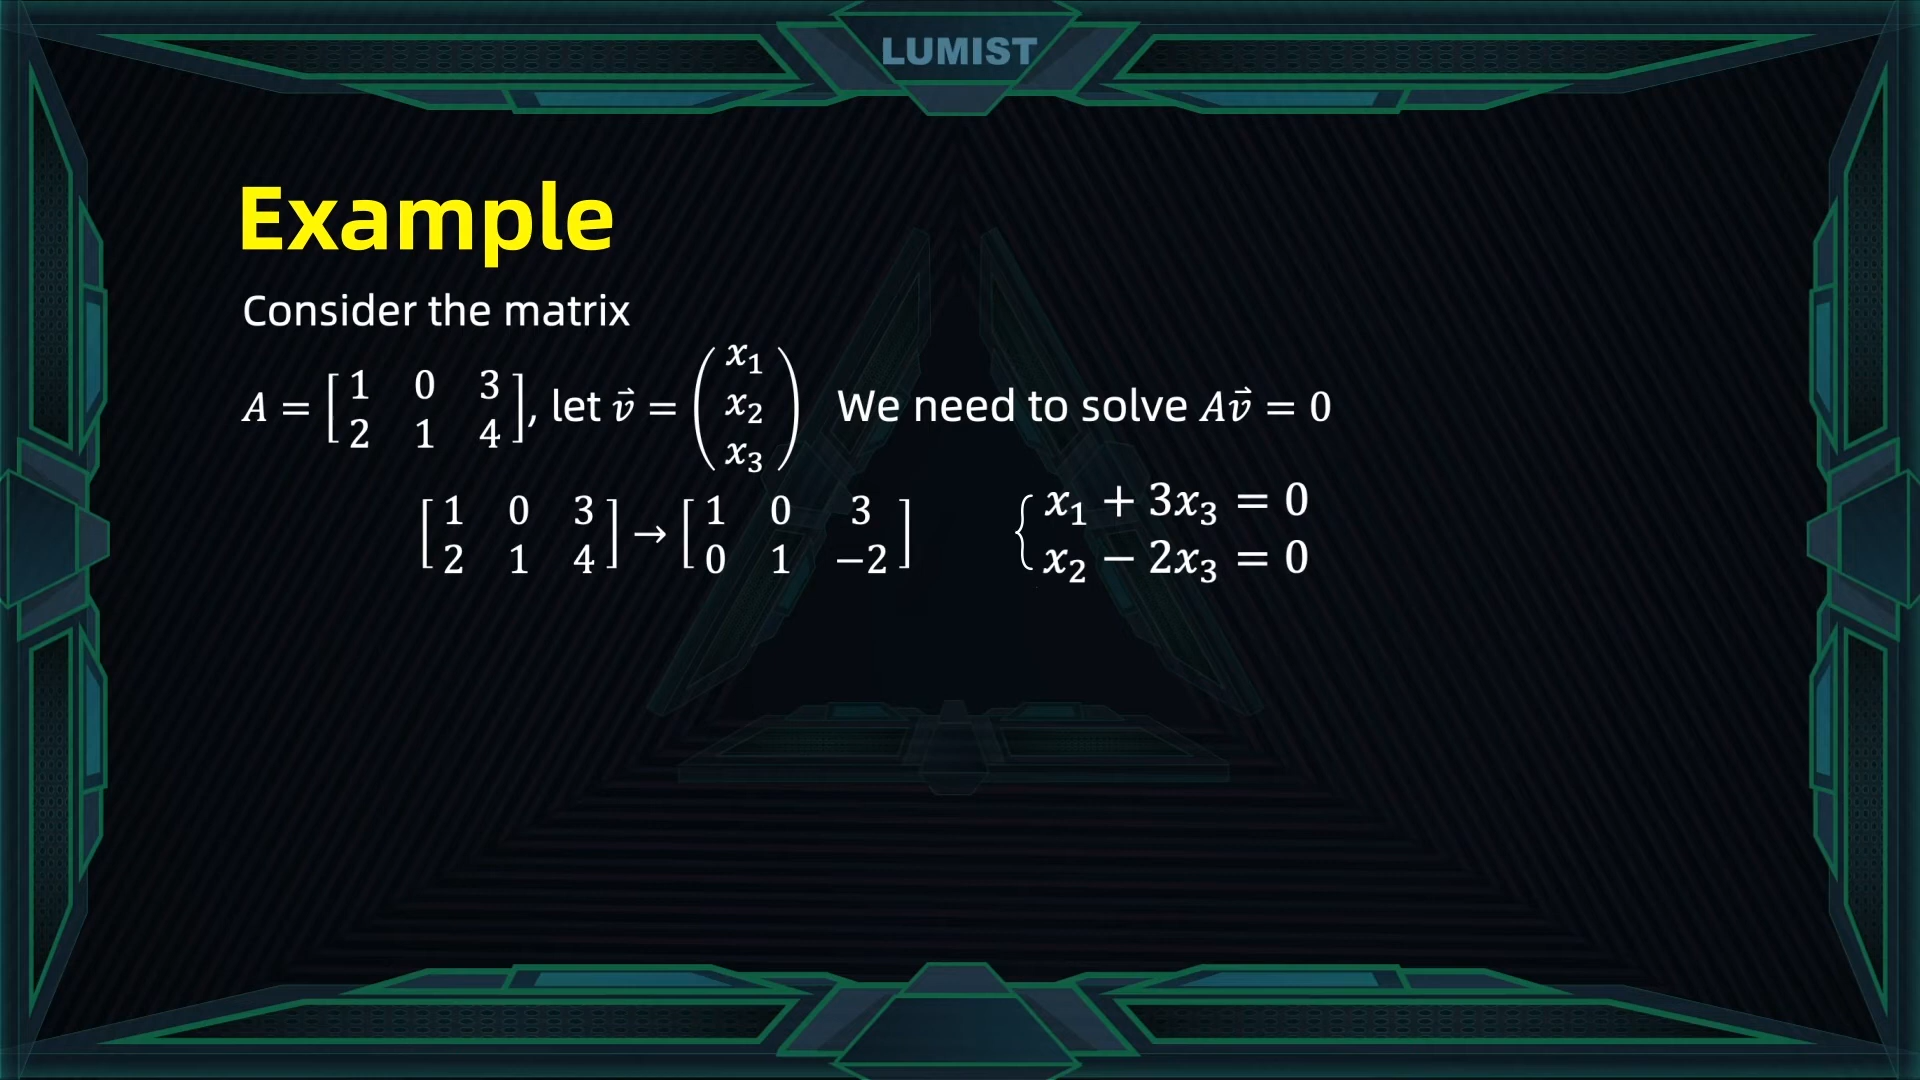 LUMIST
Example
Consider the matrix
A = [1 0 3; 2 1 4], let v⃗ = (x₁; x₂; x₃) We need to solve Av⃗ = 0
[1 0 3; 2 1 4] → [1 0 3; 0 1 −2] { x₁ + 3x₃ = 0; x₂ − 2x₃ = 0